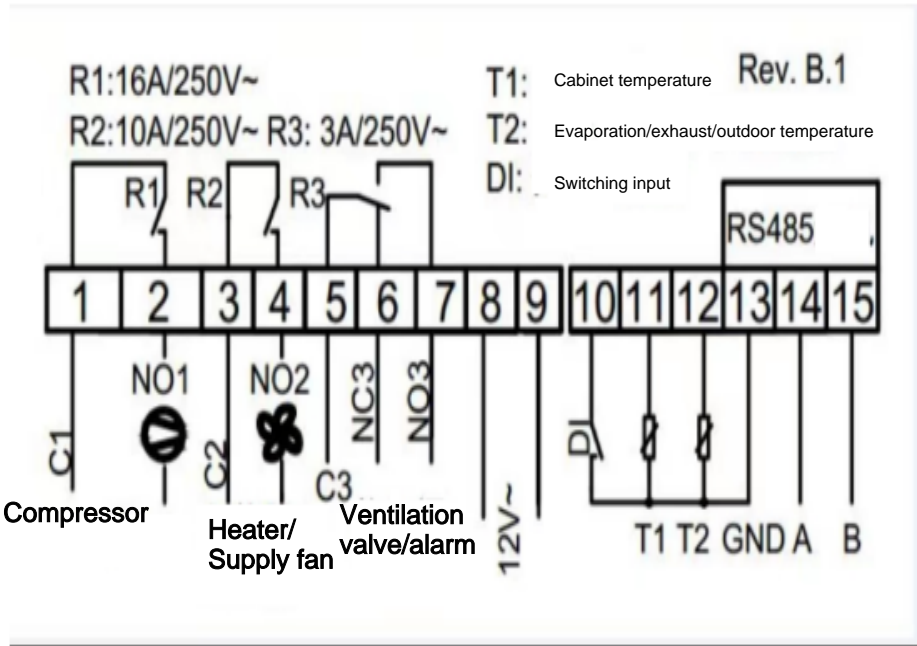 R1:16A/250V~
R2:10A/250V~ R3: 3A/250V~
T1: Cabinet temperature
Rev. B.1
T2: Evaporation/exhaust/outdoor temperature
DI: Switching input
R1 R2 R3
RS485
1 2 3 4 5 6 7 8 9 10 11 12 13 14 15
C1 NO1 C2 NO2 C3 NC3 NO3 12V~ DI
T1 T2 GND A B
Compressor
Heater/
Supply fan
Ventilation
valve/alarm